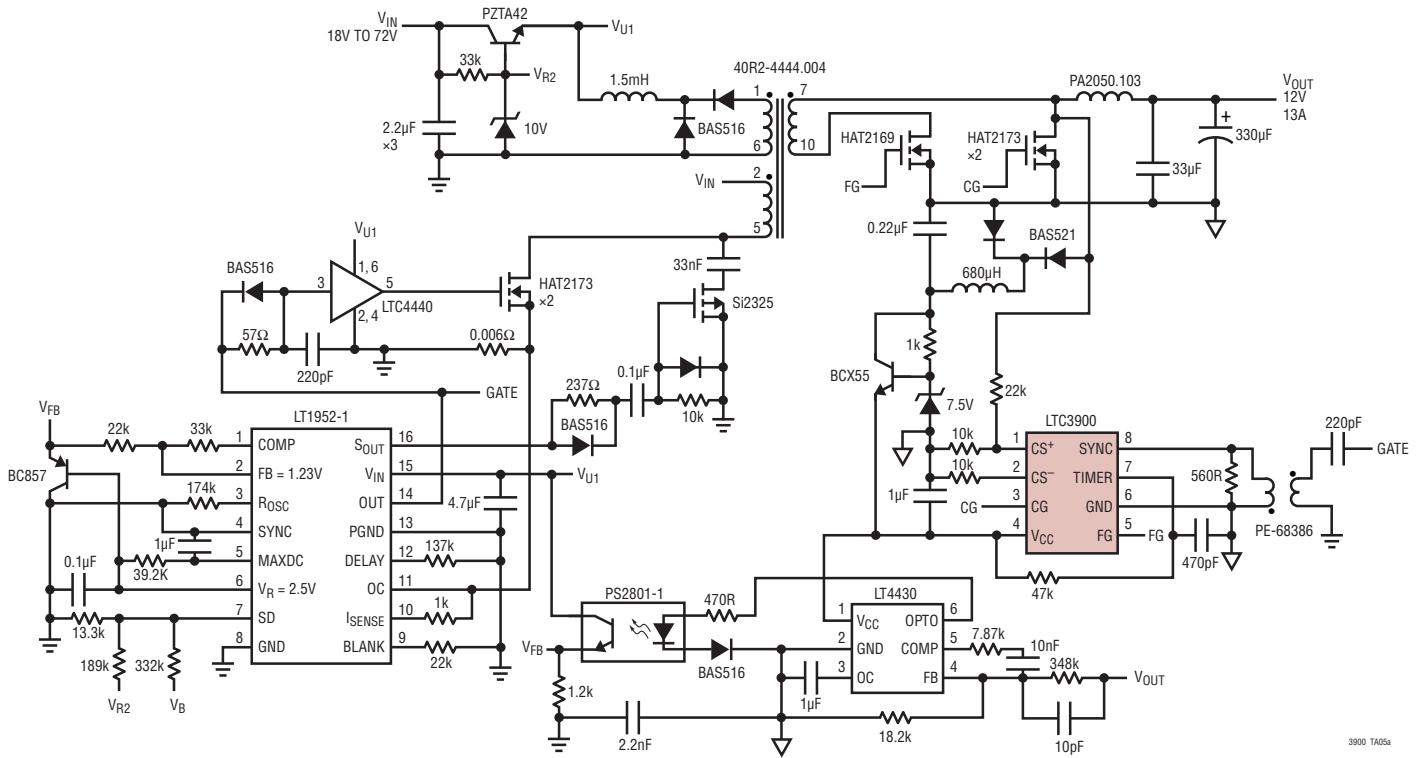 V_IN
18V TO 72V
PZTA42
V_U1
33k
V_R2
2.2µF
×3
10V
1.5mH
BAS516
40R2-4444.004
1
6
2
5
7
10
V_IN
PA2050.103
V_OUT
12V
13A
HAT2169
HAT2173
×2
FG
CG
33µF
+
330µF
0.22µF
BAS521
680µH
V_U1
BAS516
3
1, 6
5
2, 4
LTC4440
HAT2173
×2
57Ω
220pF
0.006Ω
33nF
Si2325
GATE
0.1µF
237Ω
BAS516
10k
1k
BCX55
7.5V
22k
10k
10k
1µF
CG
LTC3900
1 CS+ SYNC 8
2 CS– TIMER 7
3 CG GND 6
4 V_CC FG 5
FG
560R
220pF
GATE
PE-68386
470pF
47k
V_FB
22k
33k
BC857
174k
1µF
39.2K
0.1µF
13.3k
189k
332k
V_R2
V_B
LT1952-1
1 COMP S_OUT 16
2 FB = 1.23V V_IN 15
3 R_OSC OUT 14
4 SYNC PGND 13
5 MAXDC DELAY 12
6 V_R = 2.5V OC 11
7 SD I_SENSE 10
8 GND BLANK 9
V_U1
4.7µF
137k
1k
22k
PS2801-1
470R
BAS516
V_FB
1.2k
2.2nF
LT4430
1 V_CC OPTO 6
2 GND COMP 5
3 OC FB 4
1µF
7.87k
10nF
348k
V_OUT
18.2k
10pF
3900 TA05a